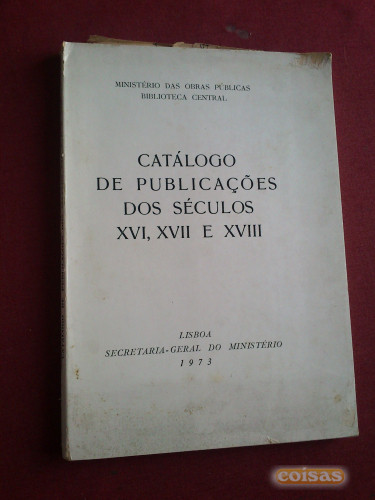 MINISTÉRIO DAS OBRAS PÚBLICAS
BIBLIOTECA CENTRAL
CATÁLOGO
DE PUBLICAÇÕES
DOS SÉCULOS
XVI, XVII E XVIII
LISBOA
SECRETARIA-GERAL DO MINISTÉRIO
1973
coisas